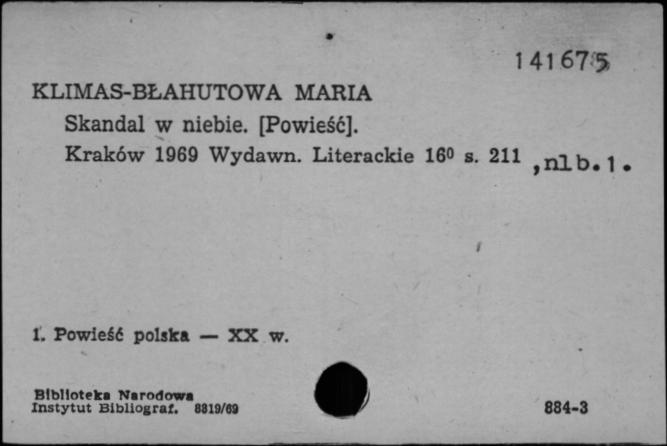 141675
KLIMAS-BŁAHUTOWA MARIA
Skandal w niebie. [Powieść].
Kraków 1969 Wydawn. Literackie 16⁰ s. 211 ,nlb.1.
1. Powieść polska — XX w.
Biblioteka Narodowa
Instytut Bibliograf. 8819/69
884-3